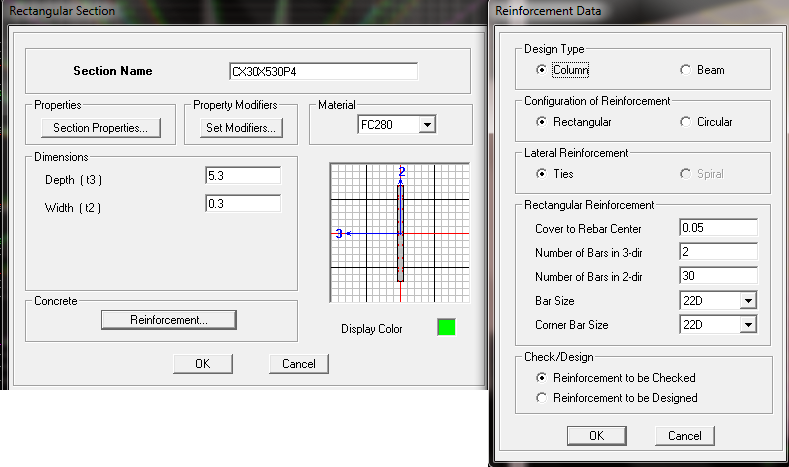 Rectangular Section
Section Name
CX30X530P4
Properties
Section Properties...
Property Modifiers
Set Modifiers...
Material
FC280
Dimensions
Depth ( t3 )
5.3
Width ( t2 )
0.3
2
3
Concrete
Reinforcement...
Display Color
OK
Cancel
Reinforcement Data
Design Type
Column
Beam
Configuration of Reinforcement
Rectangular
Circular
Lateral Reinforcement
Ties
Spiral
Rectangular Reinforcement
Cover to Rebar Center
0.05
Number of Bars in 3-dir
2
Number of Bars in 2-dir
30
Bar Size
22D
Corner Bar Size
22D
Check/Design
Reinforcement to be Checked
Reinforcement to be Designed
OK
Cancel